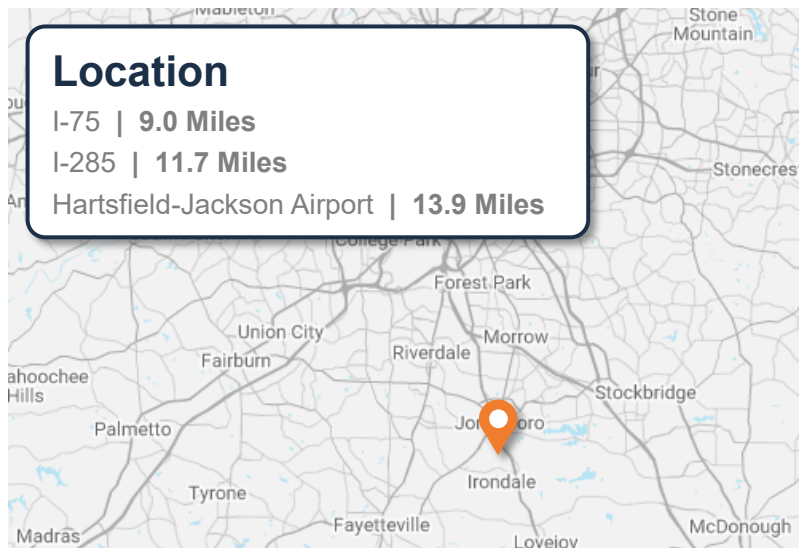 Mableton
Stone
Mountain
Location
I-75 | 9.0 Miles
I-285 | 11.7 Miles
Hartsfield-Jackson Airport | 13.9 Miles
Stonecres
College Park
Forest Park
Union City
Morrow
Riverdale
Fairburn
ahoochee
Hills
Stockbridge
Palmetto
Irondale
Tyrone
Fayetteville
McDonough
Madras
Lovejoy